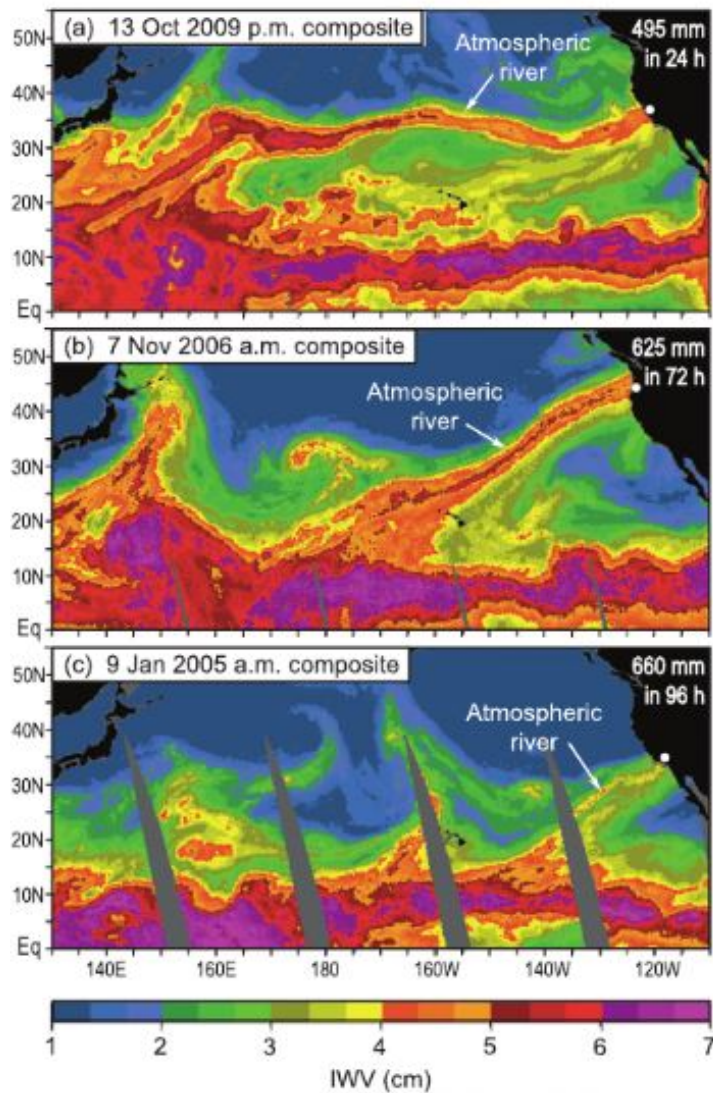 (a) 13 Oct 2009 p.m. composite
495 mm
in 24 h
Atmospheric
river
50N
40N
30N
20N
10N
Eq
(b) 7 Nov 2006 a.m. composite
625 mm
in 72 h
Atmospheric
river
50N
40N
30N
20N
10N
Eq
(c) 9 Jan 2005 a.m. composite
660 mm
in 96 h
Atmospheric
river
50N
40N
30N
20N
10N
Eq
140E 160E 180 160W 140W 120W
1 2 3 4 5 6 7
IWV (cm)